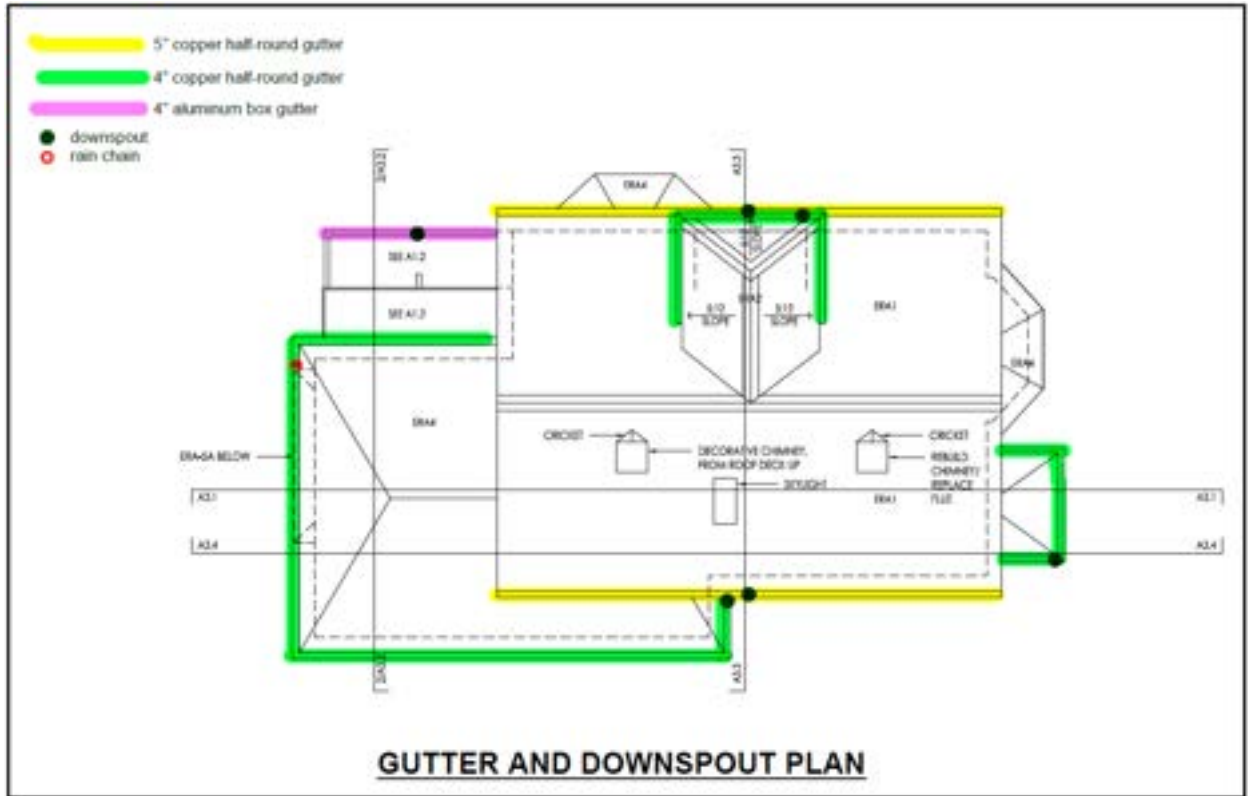 5" copper half-round gutter
4" copper half-round gutter
4" aluminum box gutter
downspout
rain chain
A3.3
SEE A1.2
SEE A1.2
6:12
SLOPE
6:12
SLOPE
CRICKET
DECORATIVE CHIMNEY,
FROM ROOF DECK UP
SKYLIGHT
CRICKET
REBUILD
CHIMNEY/
REPLACE
FLUE
A3.1
A3.1
A3.4
A3.4
A3.3
GUTTER AND DOWNSPOUT PLAN